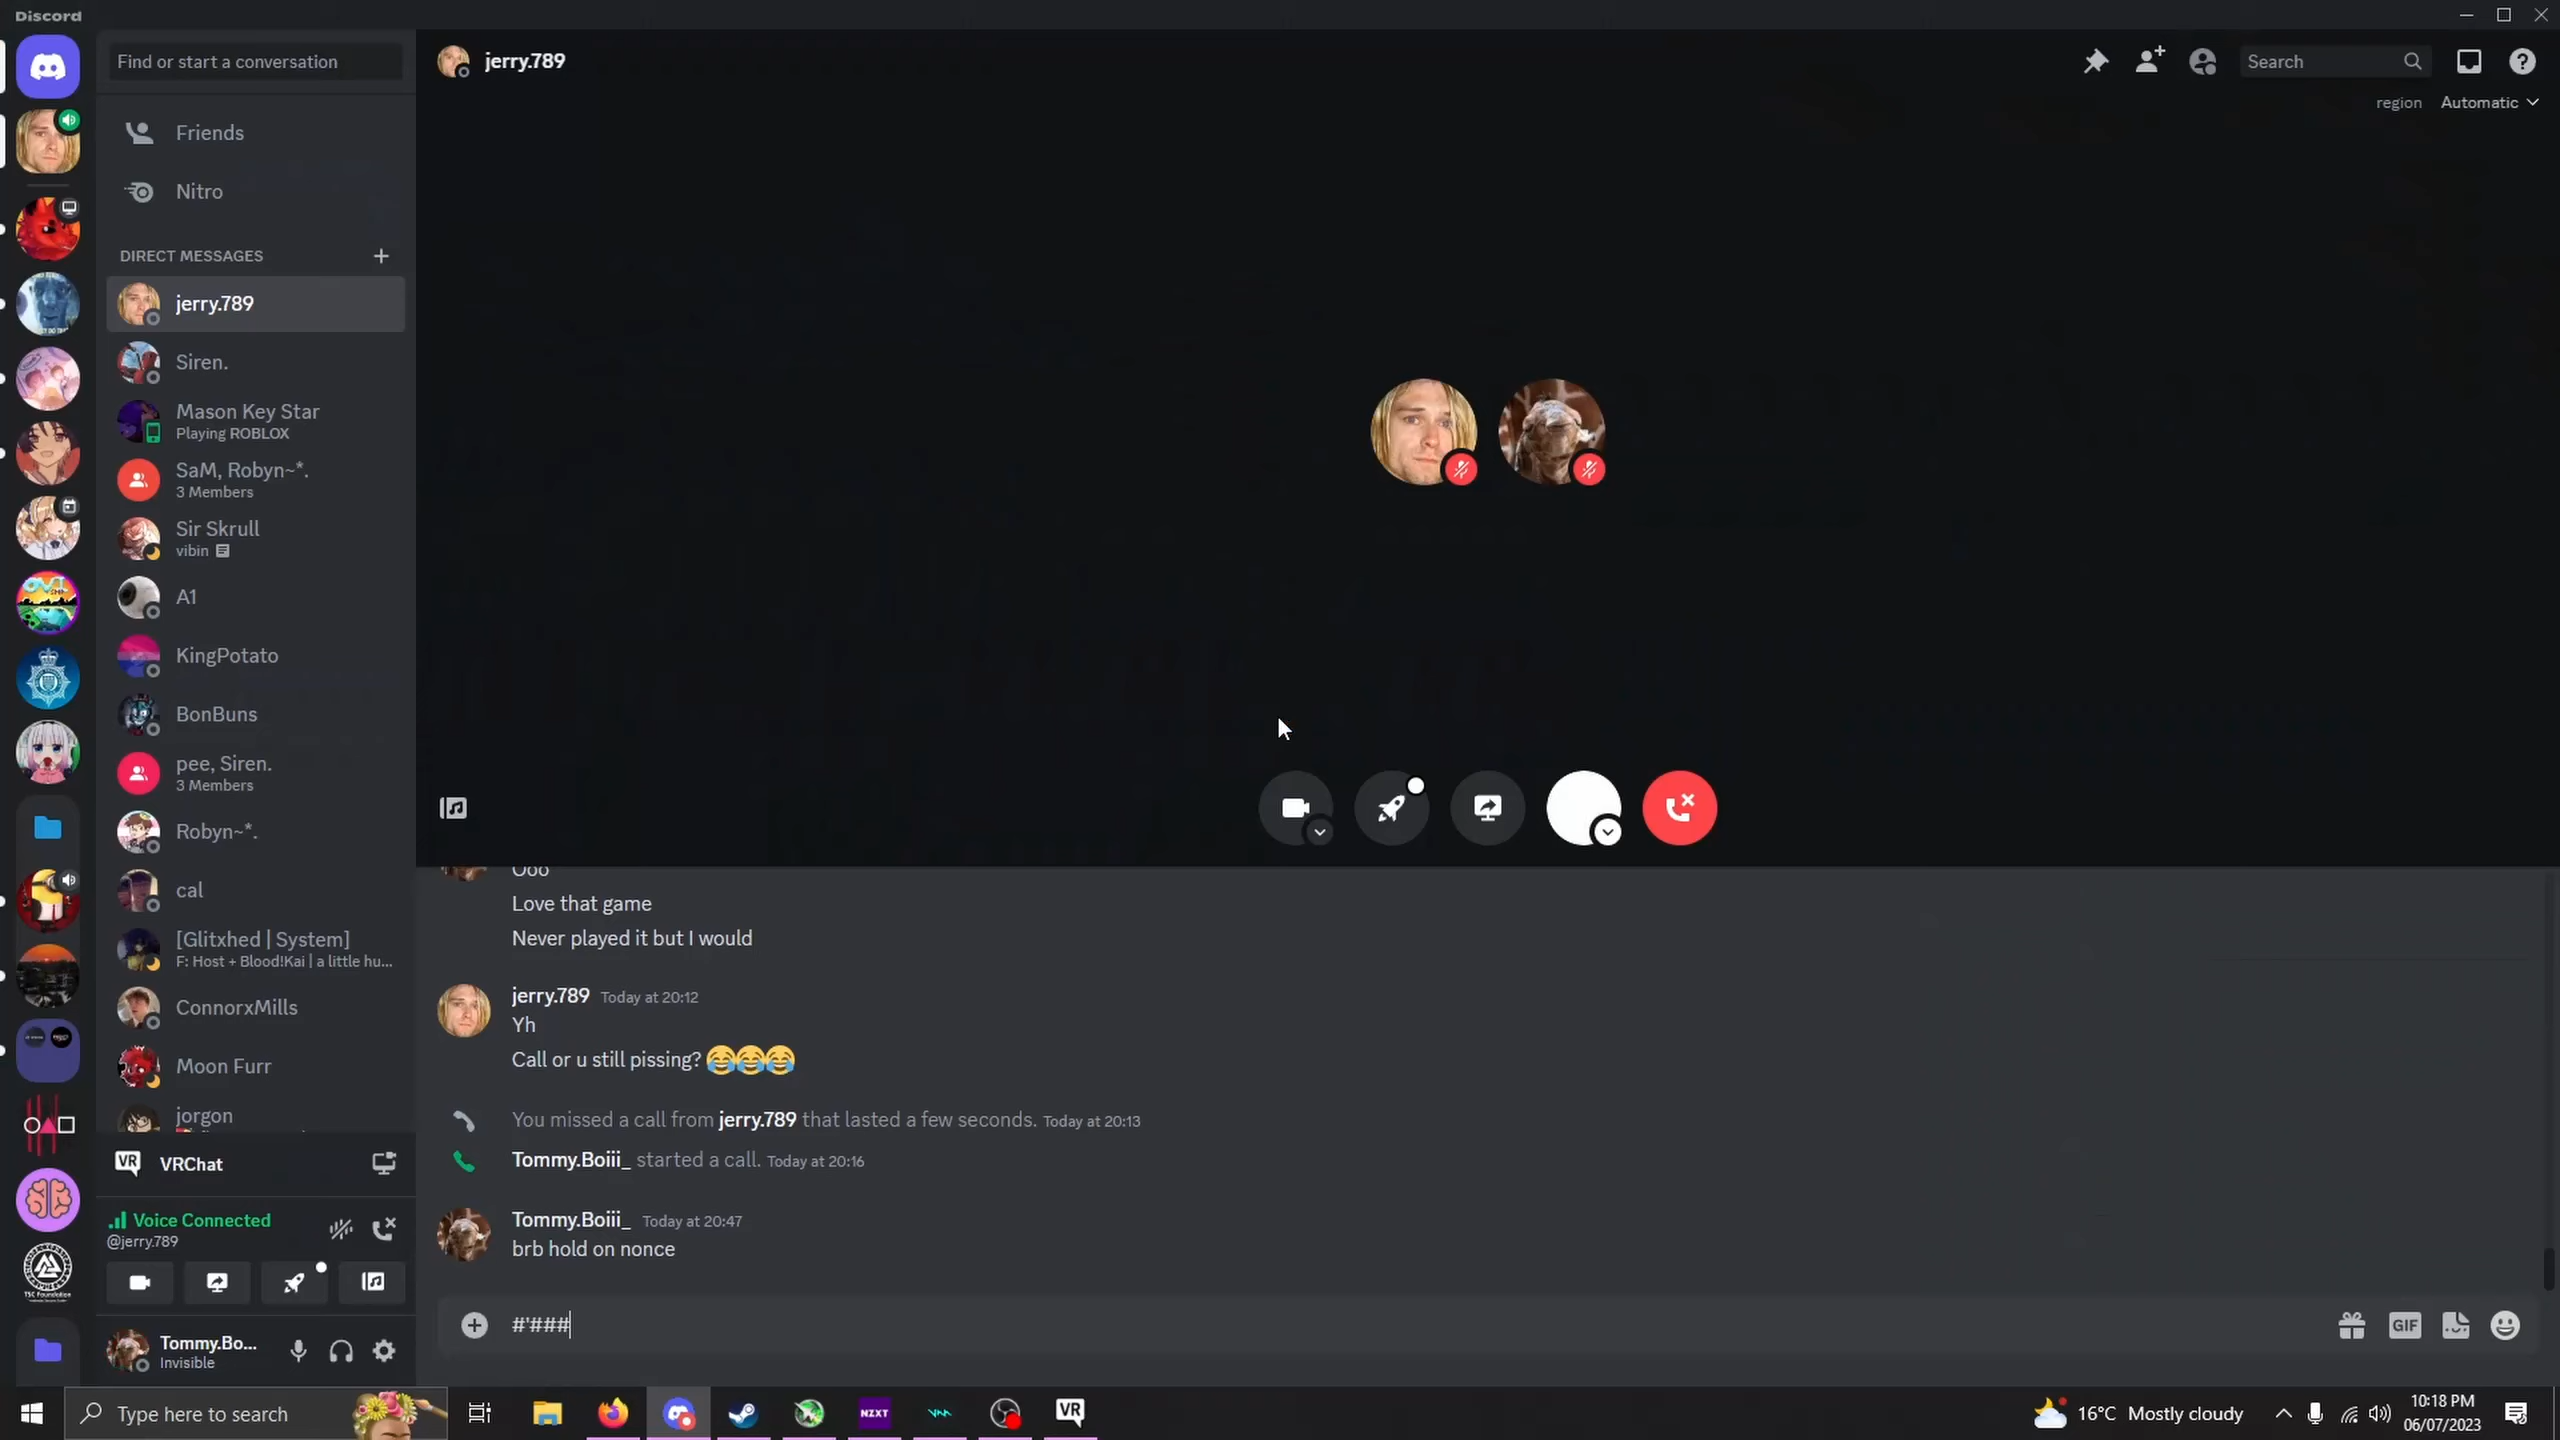 Discord
Find or start a conversation
Friends
Nitro
DIRECT MESSAGES
jerry.789
Siren.
Mason Key Star
Playing ROBLOX
SaM, Robyn~*.
3 Members
Sir Skrull
vibin
A1
KingPotato
BonBuns
pee, Siren.
3 Members
Robyn~*.
cal
[Glitxhed | System]
F: Host + Blood!Kai | a little hu...
ConnorxMills
Moon Furr
jorgon
VR
VRChat
Voice Connected
@jerry.789
Tommy.Bo...
Invisible
jerry.789
Search
region
Automatic
Ooo
Love that game
Never played it but I would
jerry.789 Today at 20:12
Yh
Call or u still pissing? 😂😂😂
You missed a call from jerry.789 that lasted a few seconds. Today at 20:13
Tommy.Boiii_ started a call. Today at 20:16
Tommy.Boiii_ Today at 20:47
brb hold on nonce
#'###
GIF
Type here to search
NZXT
VR
16°C Mostly cloudy
10:18 PM
06/07/2023